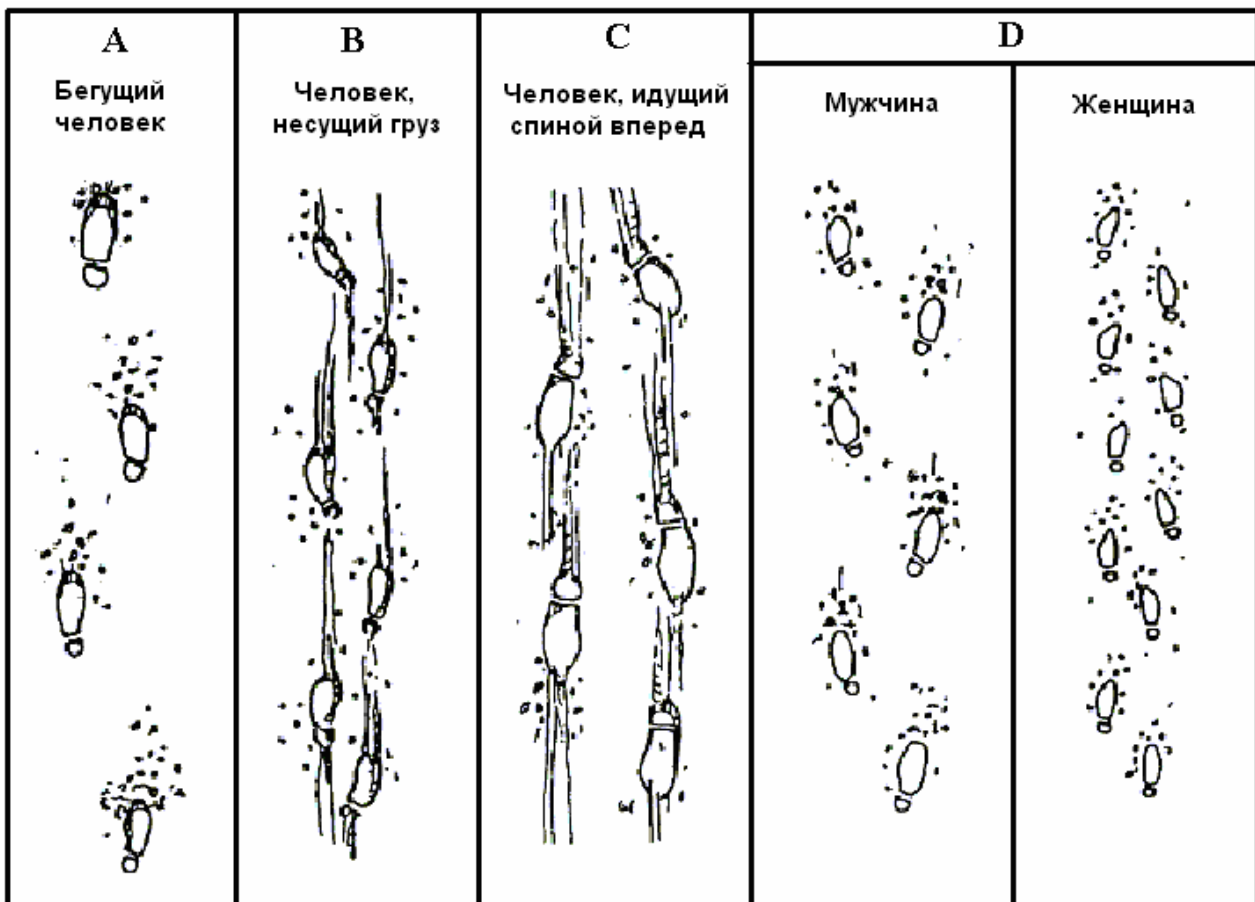 A
Бегущий
человек
B
Человек,
несущий груз
C
Человек, идущий
спиной вперед
D
Мужчина
Женщина